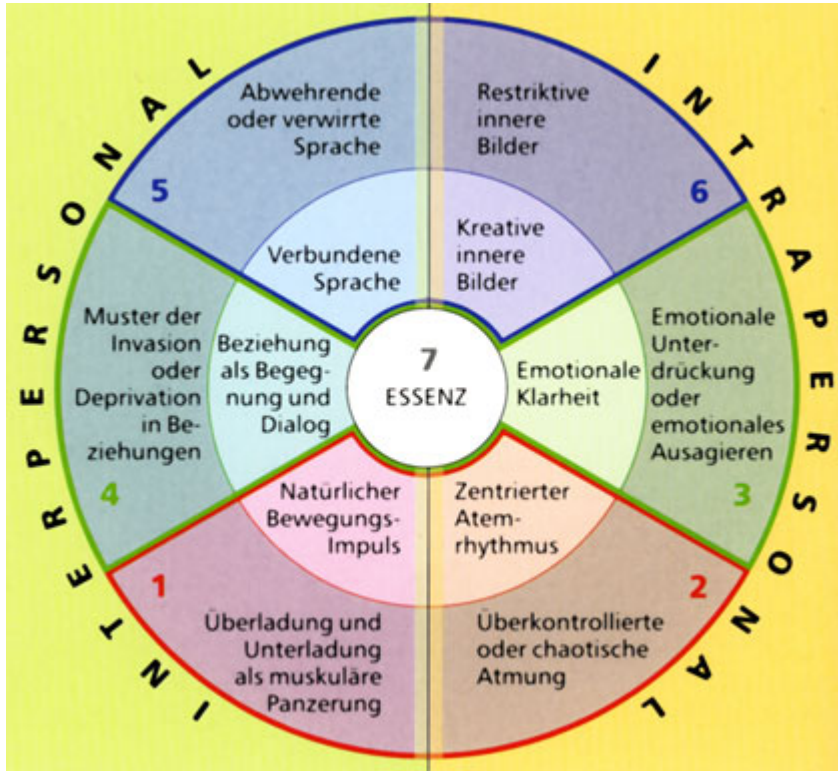 INTERPERSONAL
INTRAPERSONAL
Abwehrende
oder verwirrte
Sprache
5
Restriktive
innere
Bilder
6
Verbundene
Sprache
Kreative
innere
Bilder
Muster der
Invasion
oder
Deprivation
in Be-
ziehungen
4
Beziehung
als Begeg-
nung und
Dialog
7
ESSENZ
Emotionale
Klarheit
Emotionale
Unter-
drückung
oder
emotionales
Ausagieren
3
Natürlicher
Bewegungs-
Impuls
Zentrierter
Atem-
rhythmus
1
Überladung und
Unterladung
als muskuläre
Panzerung
2
Überkontrollierte
oder chaotische
Atmung